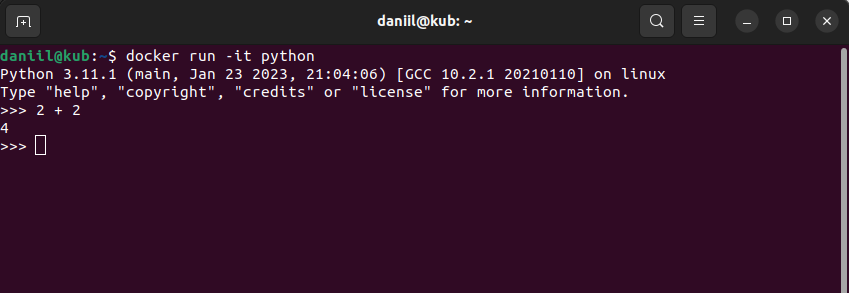 daniil@kub: ~
daniil@kub:~$ docker run -it python
Python 3.11.1 (main, Jan 23 2023, 21:04:06) [GCC 10.2.1 20210110] on linux
Type "help", "copyright", "credits" or "license" for more information.
>>> 2 + 2
4
>>>